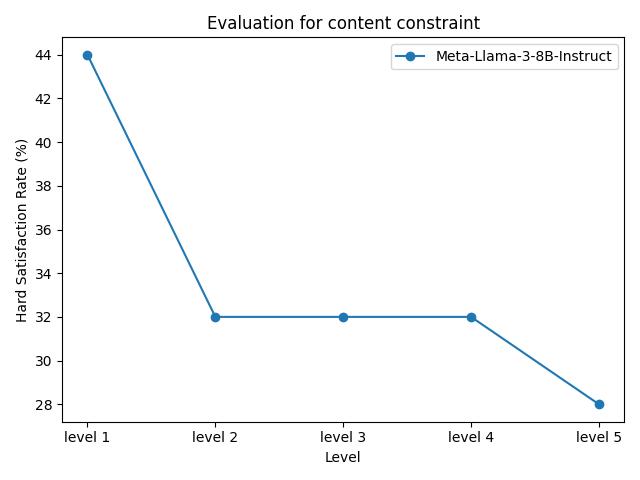 Evaluation for content constraint
Meta-Llama-3-8B-Instruct
Hard Satisfaction Rate (%)
44
42
40
38
36
34
32
30
28
level 1 level 2 level 3 level 4 level 5
Level